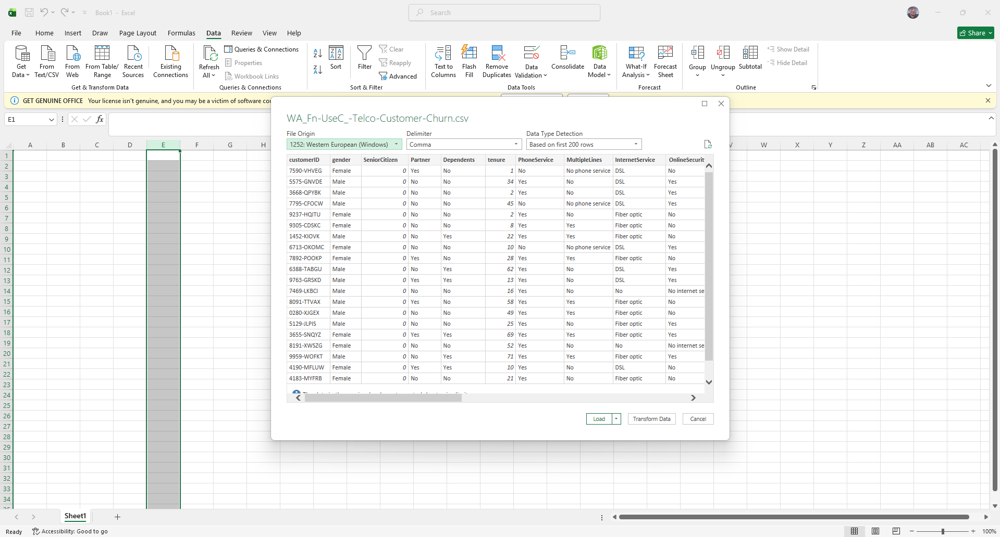 Book1 - Excel
Search
File Home Insert Draw Page Layout Formulas Data Review View Help
Share
Get Data
From Text/CSV
From Web
From Table/ Range
Recent Sources
Existing Connections
Get & Transform Data
Refresh All
Queries & Connections
Properties
Workbook Links
Queries & Connections
Sort
Filter
Clear
Reapply
Advanced
Sort & Filter
Text to Columns
Flash Fill
Remove Duplicates
Data Validation
Consolidate
Data Model
Data Tools
What-If Analysis
Forecast Sheet
Forecast
Group
Ungroup
Subtotal
Show Detail
Hide Detail
Outline
GET GENUINE OFFICE Your license isn't genuine, and you may be a victim of software
E1
fx
A B C D E F G H W X Y Z AA AB AC
1
2
3
4
5
6
7
8
9
10
11
12
13
14
15
16
17
18
19
20
21
22
23
24
25
26
27
28
29
30
31
32
33
34
WA_Fn-UseC_-Telco-Customer-Churn.csv
File Origin Delimiter Data Type Detection
1252: Western European (Windows) Comma Based on first 200 rows
customerID gender SeniorCitizen Partner Dependents tenure PhoneService MultipleLines InternetService OnlineSecurit
7590-VHVEG Female 0 Yes No 1 No No phone service DSL No
5575-GNVDE Male 0 No No 34 Yes No DSL Yes
3668-QPYBK Male 0 No No 2 Yes No DSL Yes
7795-CFOCW Male 0 No No 45 No No phone service DSL Yes
9237-HQITU Female 0 No No 2 Yes No Fiber optic No
9305-CDSKC Female 0 No No 8 Yes Yes Fiber optic No
1452-KIOVK Male 0 No Yes 22 Yes Yes Fiber optic No
6713-OKOMC Female 0 No No 10 No No phone service DSL Yes
7892-POOKP Female 0 Yes No 28 Yes Yes Fiber optic No
6388-TABGU Male 0 No Yes 62 Yes No DSL Yes
9763-GRSKD Male 0 Yes Yes 13 Yes No DSL Yes
7469-LKBCI Male 0 No No 16 Yes No No No internet se
8091-TTVAX Male 0 Yes No 58 Yes Yes Fiber optic No
0280-XJGEX Male 0 No No 49 Yes Yes Fiber optic No
5129-JLPIS Male 0 No No 25 Yes No Fiber optic Yes
3655-SNQYZ Female 0 Yes Yes 69 Yes Yes Fiber optic Yes
8191-XWSZG Female 0 No No 52 Yes No No No internet se
9959-WOFKT Male 0 No Yes 71 Yes Yes Fiber optic Yes
4190-MFLUW Female 0 Yes Yes 10 Yes No DSL No
4183-MYFRB Female 0 No No 21 Yes No Fiber optic No
Load Transform Data Cancel
Sheet1
Ready Accessibility: Good to go 100%